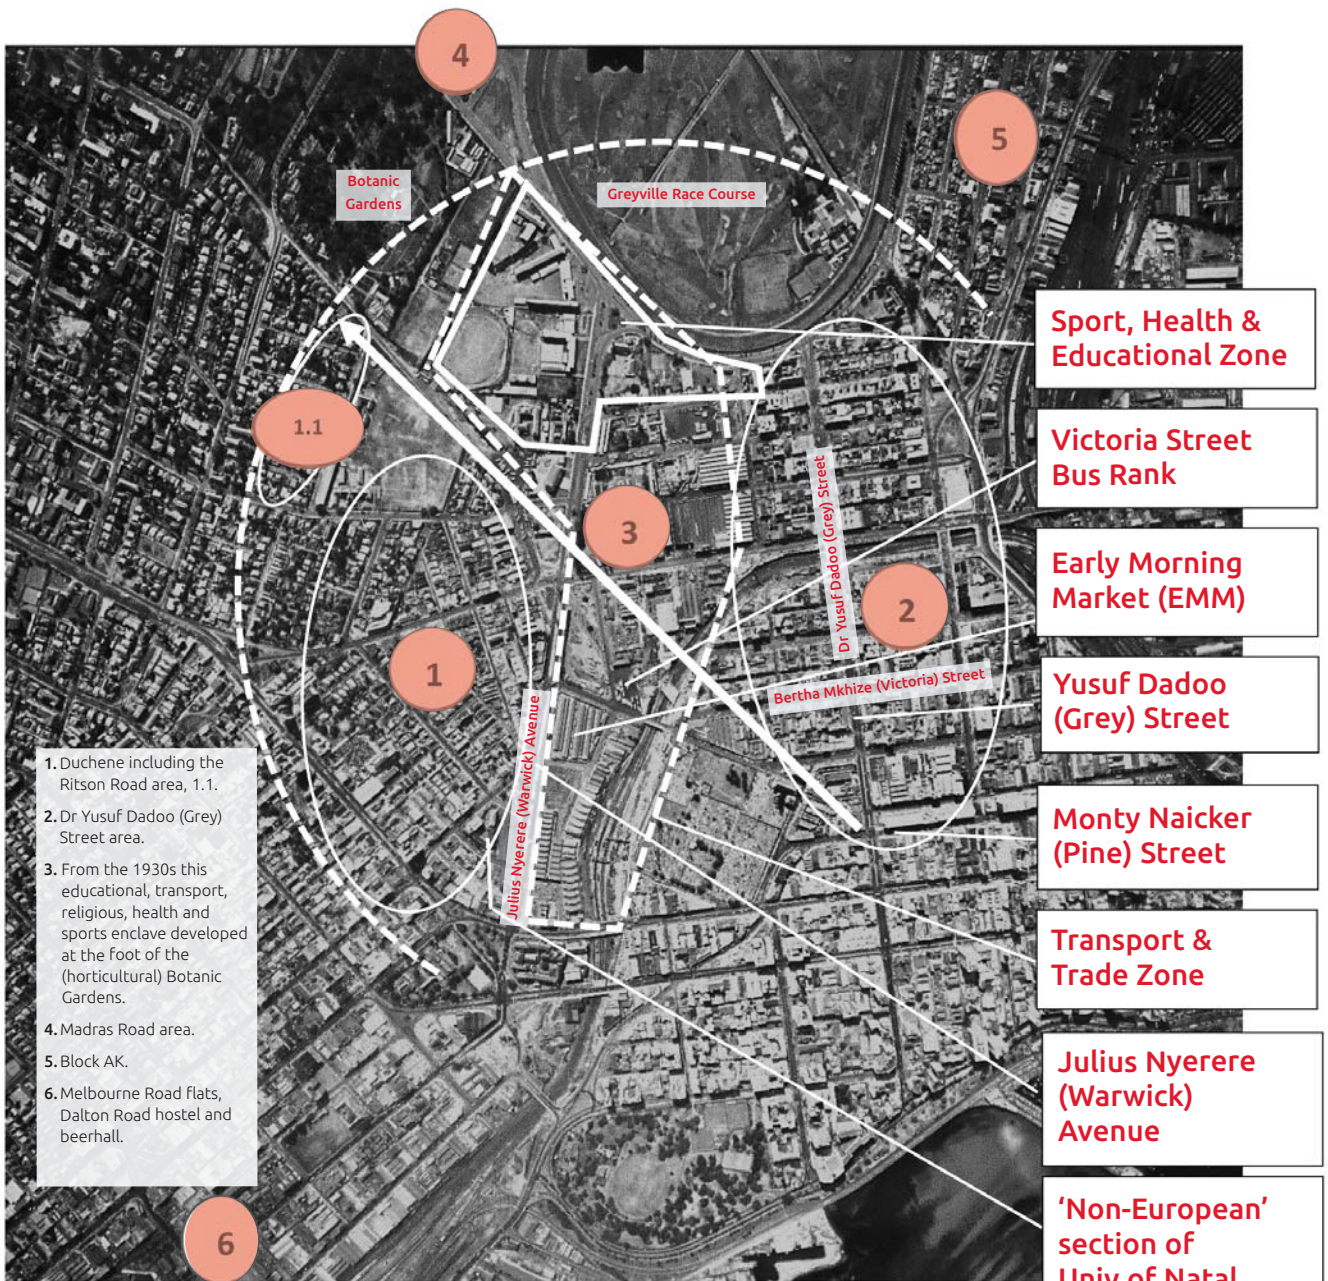 4
5
Botanic
Gardens
Greyville Race Course
Sport, Health &
Educational Zone
1.1
Victoria Street
Bus Rank
Dr Yusuf Dadoo (Grey) Street
3
Early Morning
Market (EMM)
2
1
Bertha Mkhize (Victoria) Street
Yusuf Dadoo
(Grey) Street
Julius Nyerere (Warwick) Avenue
Monty Naicker
(Pine) Street
Transport &
Trade Zone
Julius Nyerere
(Warwick)
Avenue
'Non-European'
section of
Univ of Natal
1. Duchene including the
Ritson Road area, 1.1.
2. Dr Yusuf Dadoo (Grey)
Street area.
3. From the 1930s this
educational, transport,
religious, health and
sports enclave developed
at the foot of the
(horticultural) Botanic
Gardens.
4. Madras Road area.
5. Block AK.
6. Melbourne Road flats,
Dalton Road hostel and
beerhall.
6